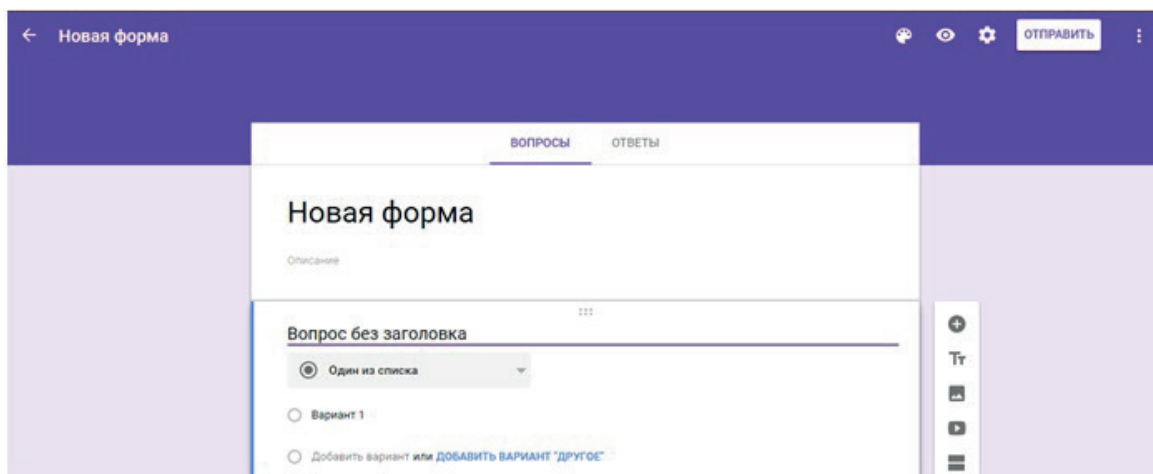 Новая форма
ОТПРАВИТЬ
ВОПРОСЫ ОТВЕТЫ
Новая форма
Описание
Вопрос без заголовка
Один из списка
Вариант 1
Добавить вариант или ДОБАВИТЬ ВАРИАНТ "ДРУГОЕ"
Тт